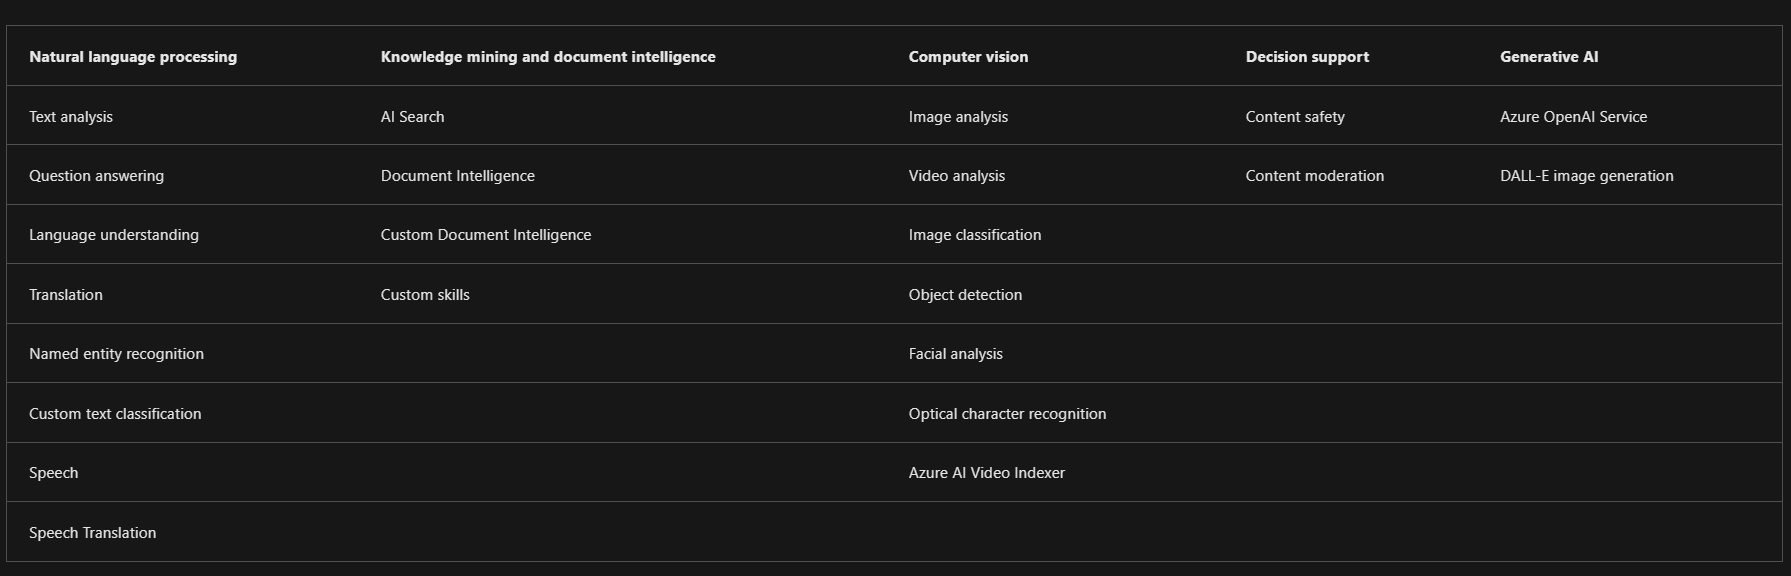 Natural language processing Knowledge mining and document intelligence Computer vision Decision support Generative AI
Text analysis AI Search Image analysis Content safety Azure OpenAI Service
Question answering Document Intelligence Video analysis Content moderation DALL-E image generation
Language understanding Custom Document Intelligence Image classification
Translation Custom skills Object detection
Named entity recognition Facial analysis
Custom text classification Optical character recognition
Speech Azure AI Video Indexer
Speech Translation